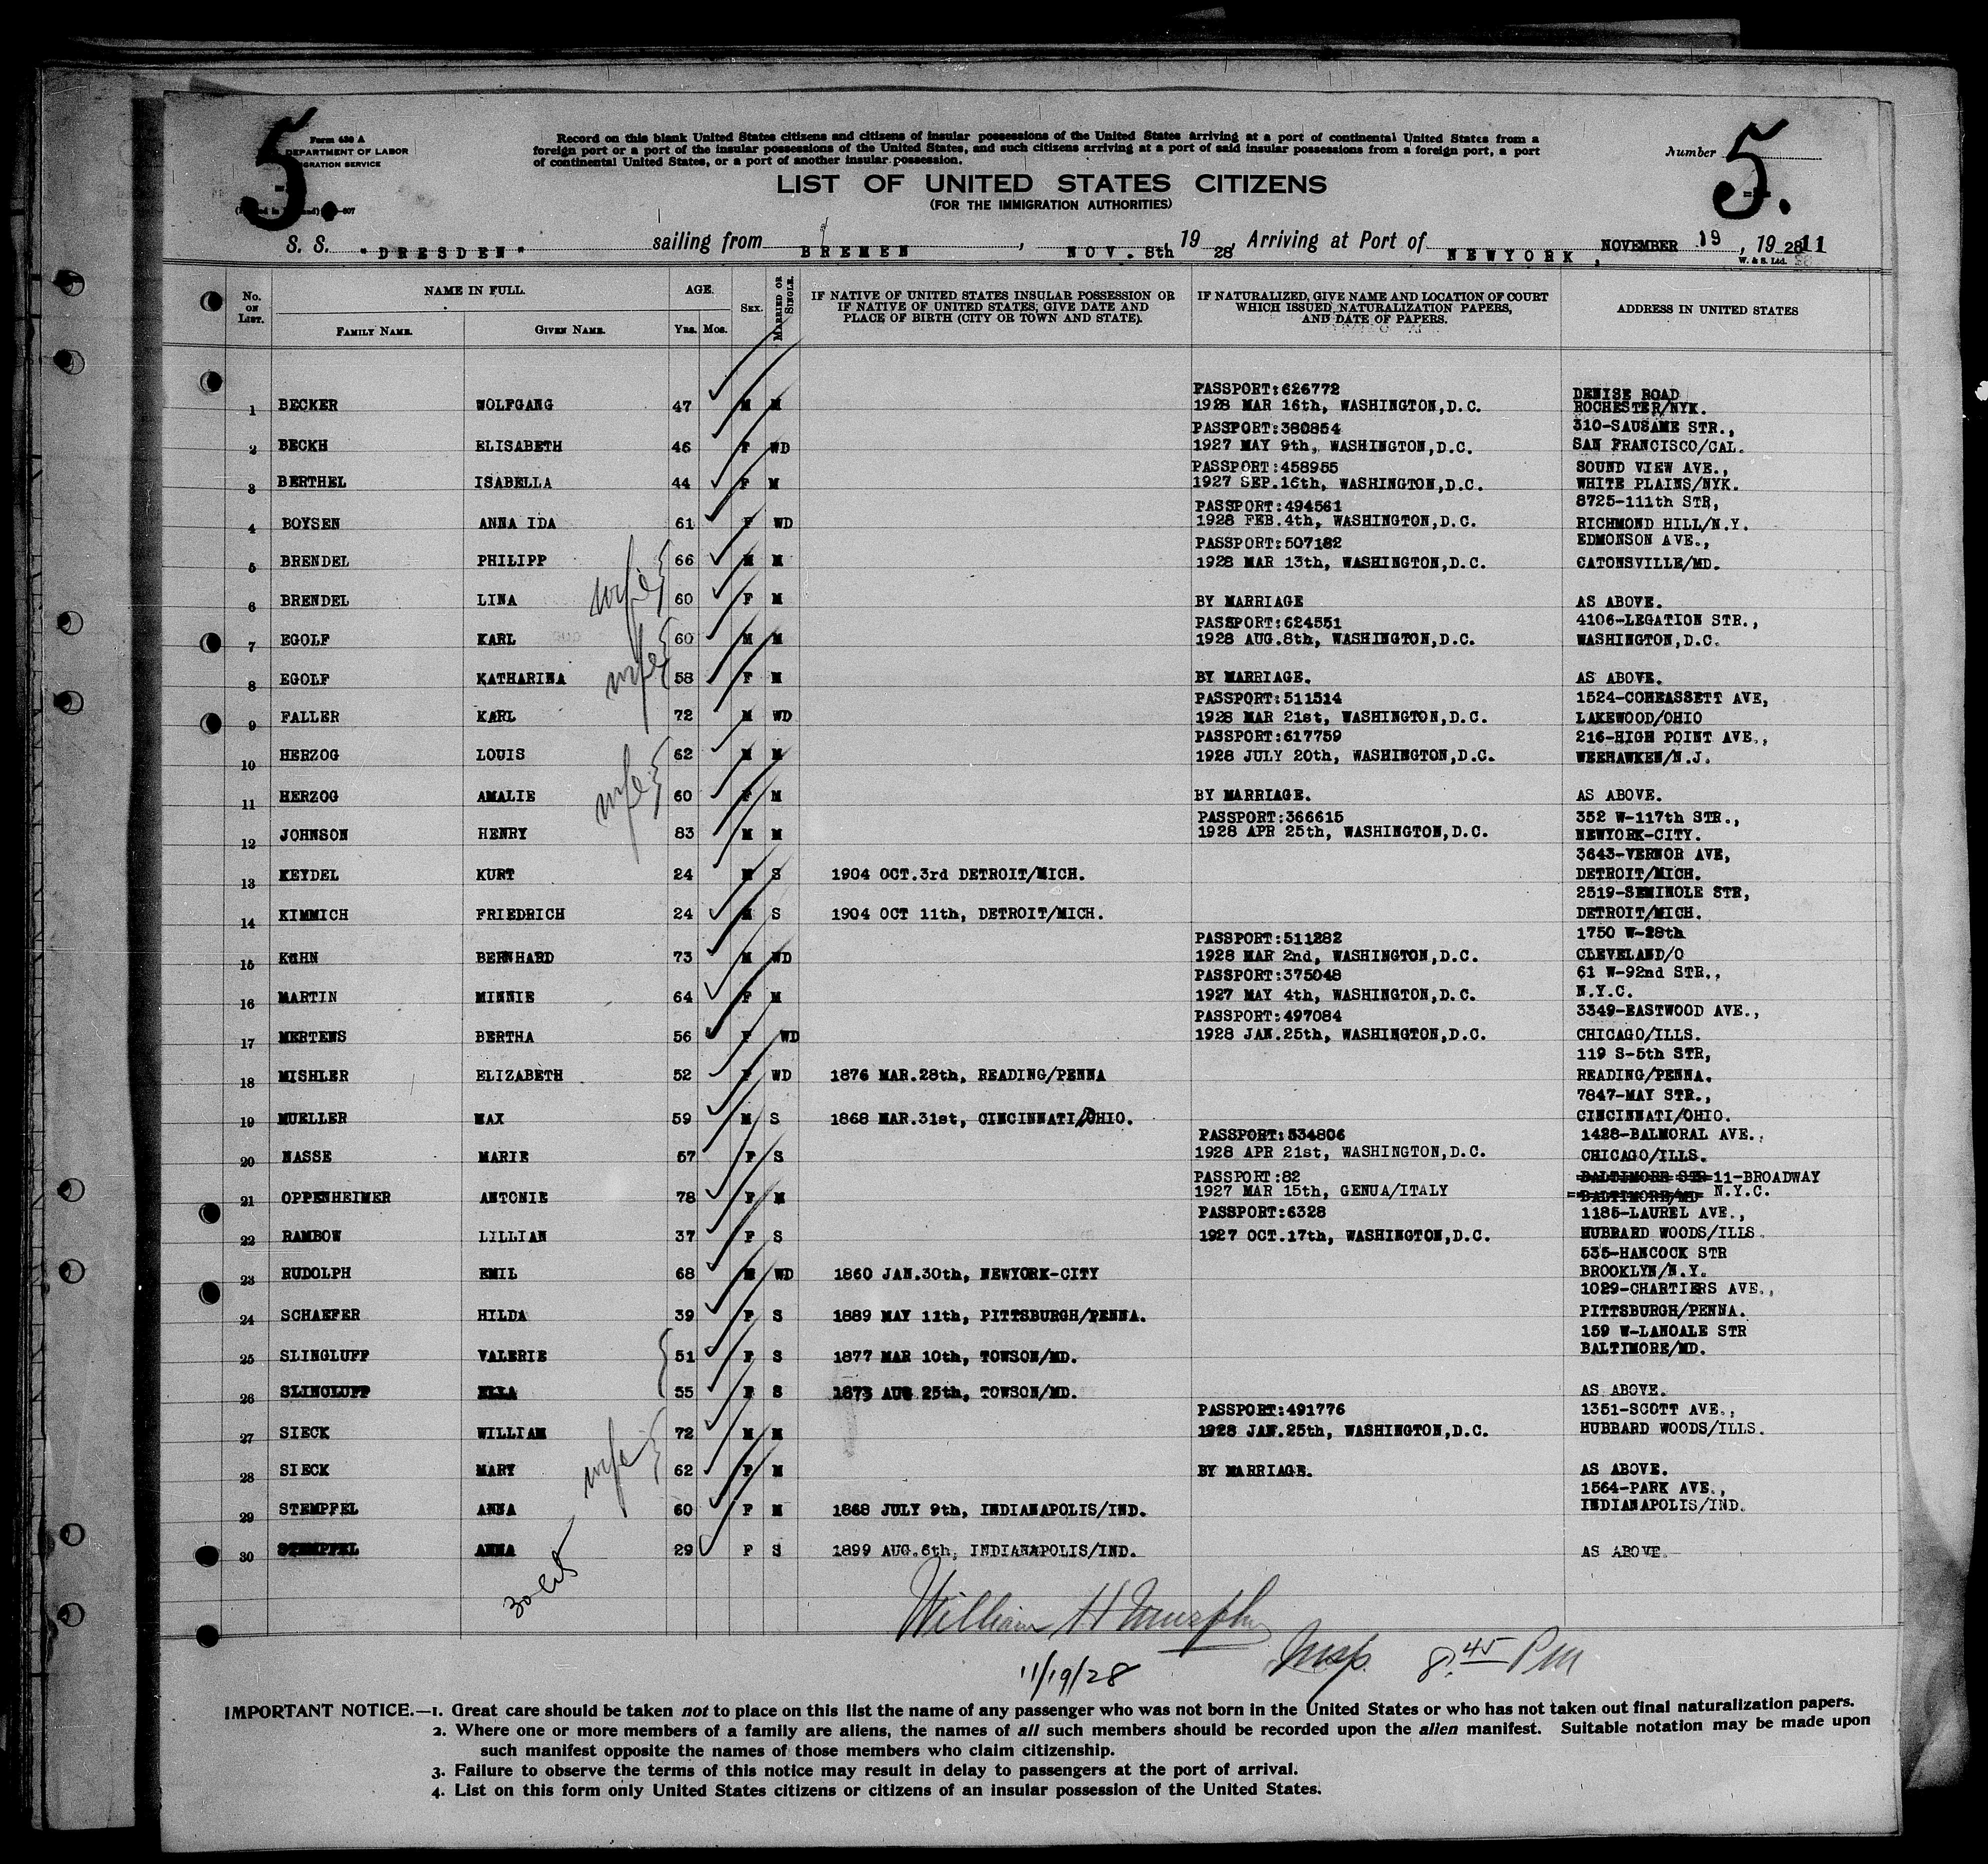 5.
Form 630 A
DEPARTMENT OF LABOR
IGRATION SERVICE
Record on this blank United States citizens and citizens of insular possessions of the United States arriving at a port of continental United States from a
foreign port or a port of the insular possessions of the United States, and such citizens arriving at a port of said insular possessions from a foreign port, a port
of continental United States, or a port of another insular possession.
Number 5.
LIST OF UNITED STATES CITIZENS
(FOR THE IMMIGRATION AUTHORITIES)
S. S. "DRESDEN" sailing from BREMEN, NOV. 8th, 19 28, Arriving at Port of NEWYORK, NOVEMBER 19, 19 28 11
W. & S. Ltd.
No. ON LIST. NAME IN FULL. AGE. SEX. MARRIED OR SINGLE. IF NATIVE OF UNITED STATES INSULAR POSSESSION OR IF NATIVE OF UNITED STATES, GIVE DATE AND PLACE OF BIRTH (CITY OR TOWN AND STATE). IF NATURALIZED, GIVE NAME AND LOCATION OF COURT WHICH ISSUED NATURALIZATION PAPERS, AND DATE OF PAPERS. ADDRESS IN UNITED STATES
FAMILY NAME. GIVEN NAME. Yrs. Mos.
PASSPORT:626772 DENISE ROAD
1 BECKER WOLFGANG 47 M M 1928 MAR 16th, WASHINGTON,D.C. ROCHESTER/NYK.
PASSPORT:380854 310-SAUSAME STR.,
2 BECKH ELISABETH 46 F WD 1927 MAY 9th, WASHINGTON,D.C. SAN FRANCISCO/CAL.
PASSPORT:458955 SOUND VIEW AVE.,
3 BERTHEL ISABELLA 44 F M 1927 SEP.16th, WASHINGTON,D.C. WHITE PLAINS/NYK.
PASSPORT:494561 8725-111th STR,
4 BOYSEN ANNA IDA 61 F WD 1928 FEB.4th, WASHINGTON,D.C. RICHMOND HILL/N.Y.
PASSPORT:507182 EDMONSON AVE.,
5 BRENDEL PHILIPP 66 M M 1928 MAR 13th, WASHINGTON,D.C. CATONSVILLE/MD.
6 BRENDEL LINA wife 60 F M BY MARRIAGE AS ABOVE.
PASSPORT:624551 4106-LEGATION STR.,
7 EGOLF KARL 60 M M 1928 AUG.8th, WASHINGTON,D.C. WASHINGTON,D.C.
8 EGOLF KATHARINA wife 58 F M BY MARRIAGE. AS ABOVE.
PASSPORT:511314 1524-COHEASSETT AVE,
9 FALLER KARL 72 M WD 1928 MAR 21st, WASHINGTON,D.C. LAKEWOOD/OHIO
PASSPORT:617759 216-HIGH POINT AVE.,
10 HERZOG LOUIS 62 M M 1928 JULY 20th, WASHINGTON,D.C. WEEHAWKEN/N.J.
11 HERZOG AMALIE wife 60 F M BY MARRIAGE. AS ABOVE.
PASSPORT:366615 352 W-117th STR.,
12 JOHNSON HENRY 83 M M 1928 APR 25th, WASHINGTON,D.C. NEWYORK-CITY.
3643-VERNOR AVE,
13 KEYDEL KURT 24 M S 1904 OCT.3rd DETROIT/MICH. DETROIT/MICH.
2519-SEMINOLE STR,
14 KIMMICH FRIEDRICH 24 M S 1904 OCT 11th, DETROIT/MICH. DETROIT/MICH.
PASSPORT:511282 1750 W-28th
15 KUHN BERNHARD 73 M WD 1928 MAR 2nd, WASHINGTON,D.C. CLEVELAND/O
PASSPORT:375048 61 W-92nd STR.,
16 MARTIN MINNIE 64 F M 1927 MAY 4th, WASHINGTON,D.C. N.Y.C.
PASSPORT:497084 3349-EASTWOOD AVE.,
17 MERTENS BERTHA 56 F WD 1928 JAN.25th, WASHINGTON,D.C. CHICAGO/ILLS.
119 S-5th STR,
18 MISHLER ELIZABETH 52 F WD 1876 MAR.28th, READING/PENNA READING/PENNA.
7847-MAY STR.,
19 MUELLER MAX 59 M S 1868 MAR.31st, CINCINNATI/OHIO. CINCINNATI/OHIO.
PASSPORT:534806 1428-BALMORAL AVE.,
20 NASSE MARIE 57 F S 1928 APR 21st, WASHINGTON,D.C. CHICAGO/ILLS.
PASSPORT:82 BALTIMORE STR 11-BROADWAY
21 OPPENHEIMER ANTONIE 78 F M 1927 MAR 15th, GENUA/ITALY BALTIMORE/MD N.Y.C.
PASSPORT:6328 1185-LAUREL AVE.,
22 RAMBOW LILLIAN 37 F S 1927 OCT.17th, WASHINGTON,D.C. HUBBARD WOODS/ILLS.
535-HANCOCK STR
23 RUDOLPH EMIL 68 M WD 1860 JAN.30th, NEWYORK-CITY BROOKLYN/N.Y.
1029-CHARTIERS AVE.,
24 SCHAEFER HILDA 39 F S 1889 MAY 11th, PITTSBURGH/PENNA. PITTSBURGH/PENNA.
159 W-LANOALE STR
25 SLINGLUFF VALERIE 51 F S 1877 MAR 10th, TOWSON/MD. BALTIMORE/MD.
26 SLINGLUFF ELLA 55 F S 1873 AUG 25th, TOWSON/MD. AS ABOVE.
PASSPORT:491776 1351-SCOTT AVE.,
27 SIECK WILLIAM 72 M M 1928 JAN.25th, WASHINGTON,D.C. HUBBARD WOODS/ILLS.
28 SIECK MARY wife 62 F M BY MARRIAGE. AS ABOVE.
1564-PARK AVE.,
29 STEMPFEL ANNA 60 F M 1868 JULY 9th, INDIANAPOLIS/IND. INDIANAPOLIS/IND.
30 STEMPFEL ANNA 29 F S 1899 AUG.6th, INDIANAPOLIS/IND. AS ABOVE.
William H Murphy
Insp. 8:45 PM
11/19/28
IMPORTANT NOTICE.—1. Great care should be taken not to place on this list the name of any passenger who was not born in the United States or who has not taken out final naturalization papers.
2. Where one or more members of a family are aliens, the names of all such members should be recorded upon the alien manifest. Suitable notation may be made upon
such manifest opposite the names of those members who claim citizenship.
3. Failure to observe the terms of this notice may result in delay to passengers at the port of arrival.
4. List on this form only United States citizens or citizens of an insular possession of the United States.